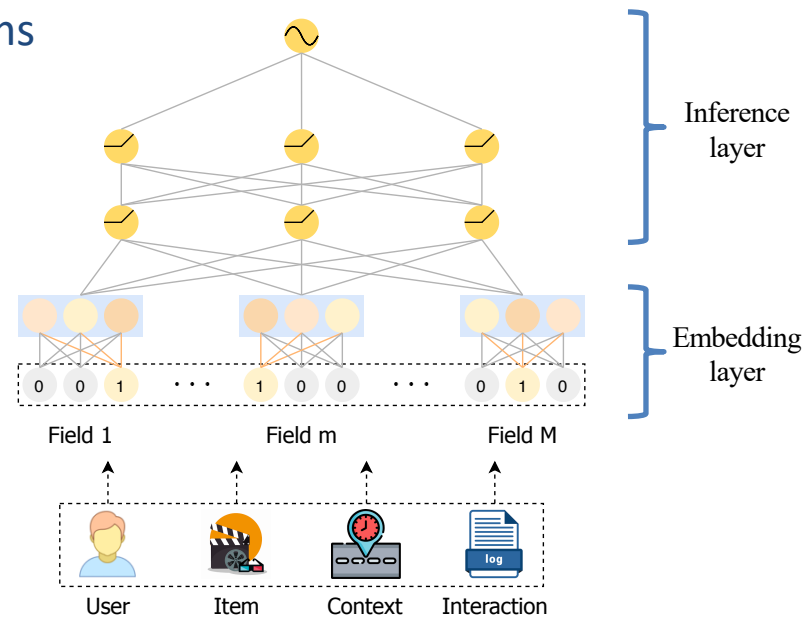 ns
Inference
layer
Embedding
layer
0 0 1 · · · 1 0 0 · · · 0 1 0
Field 1 Field m Field M
log
User Item Context Interaction